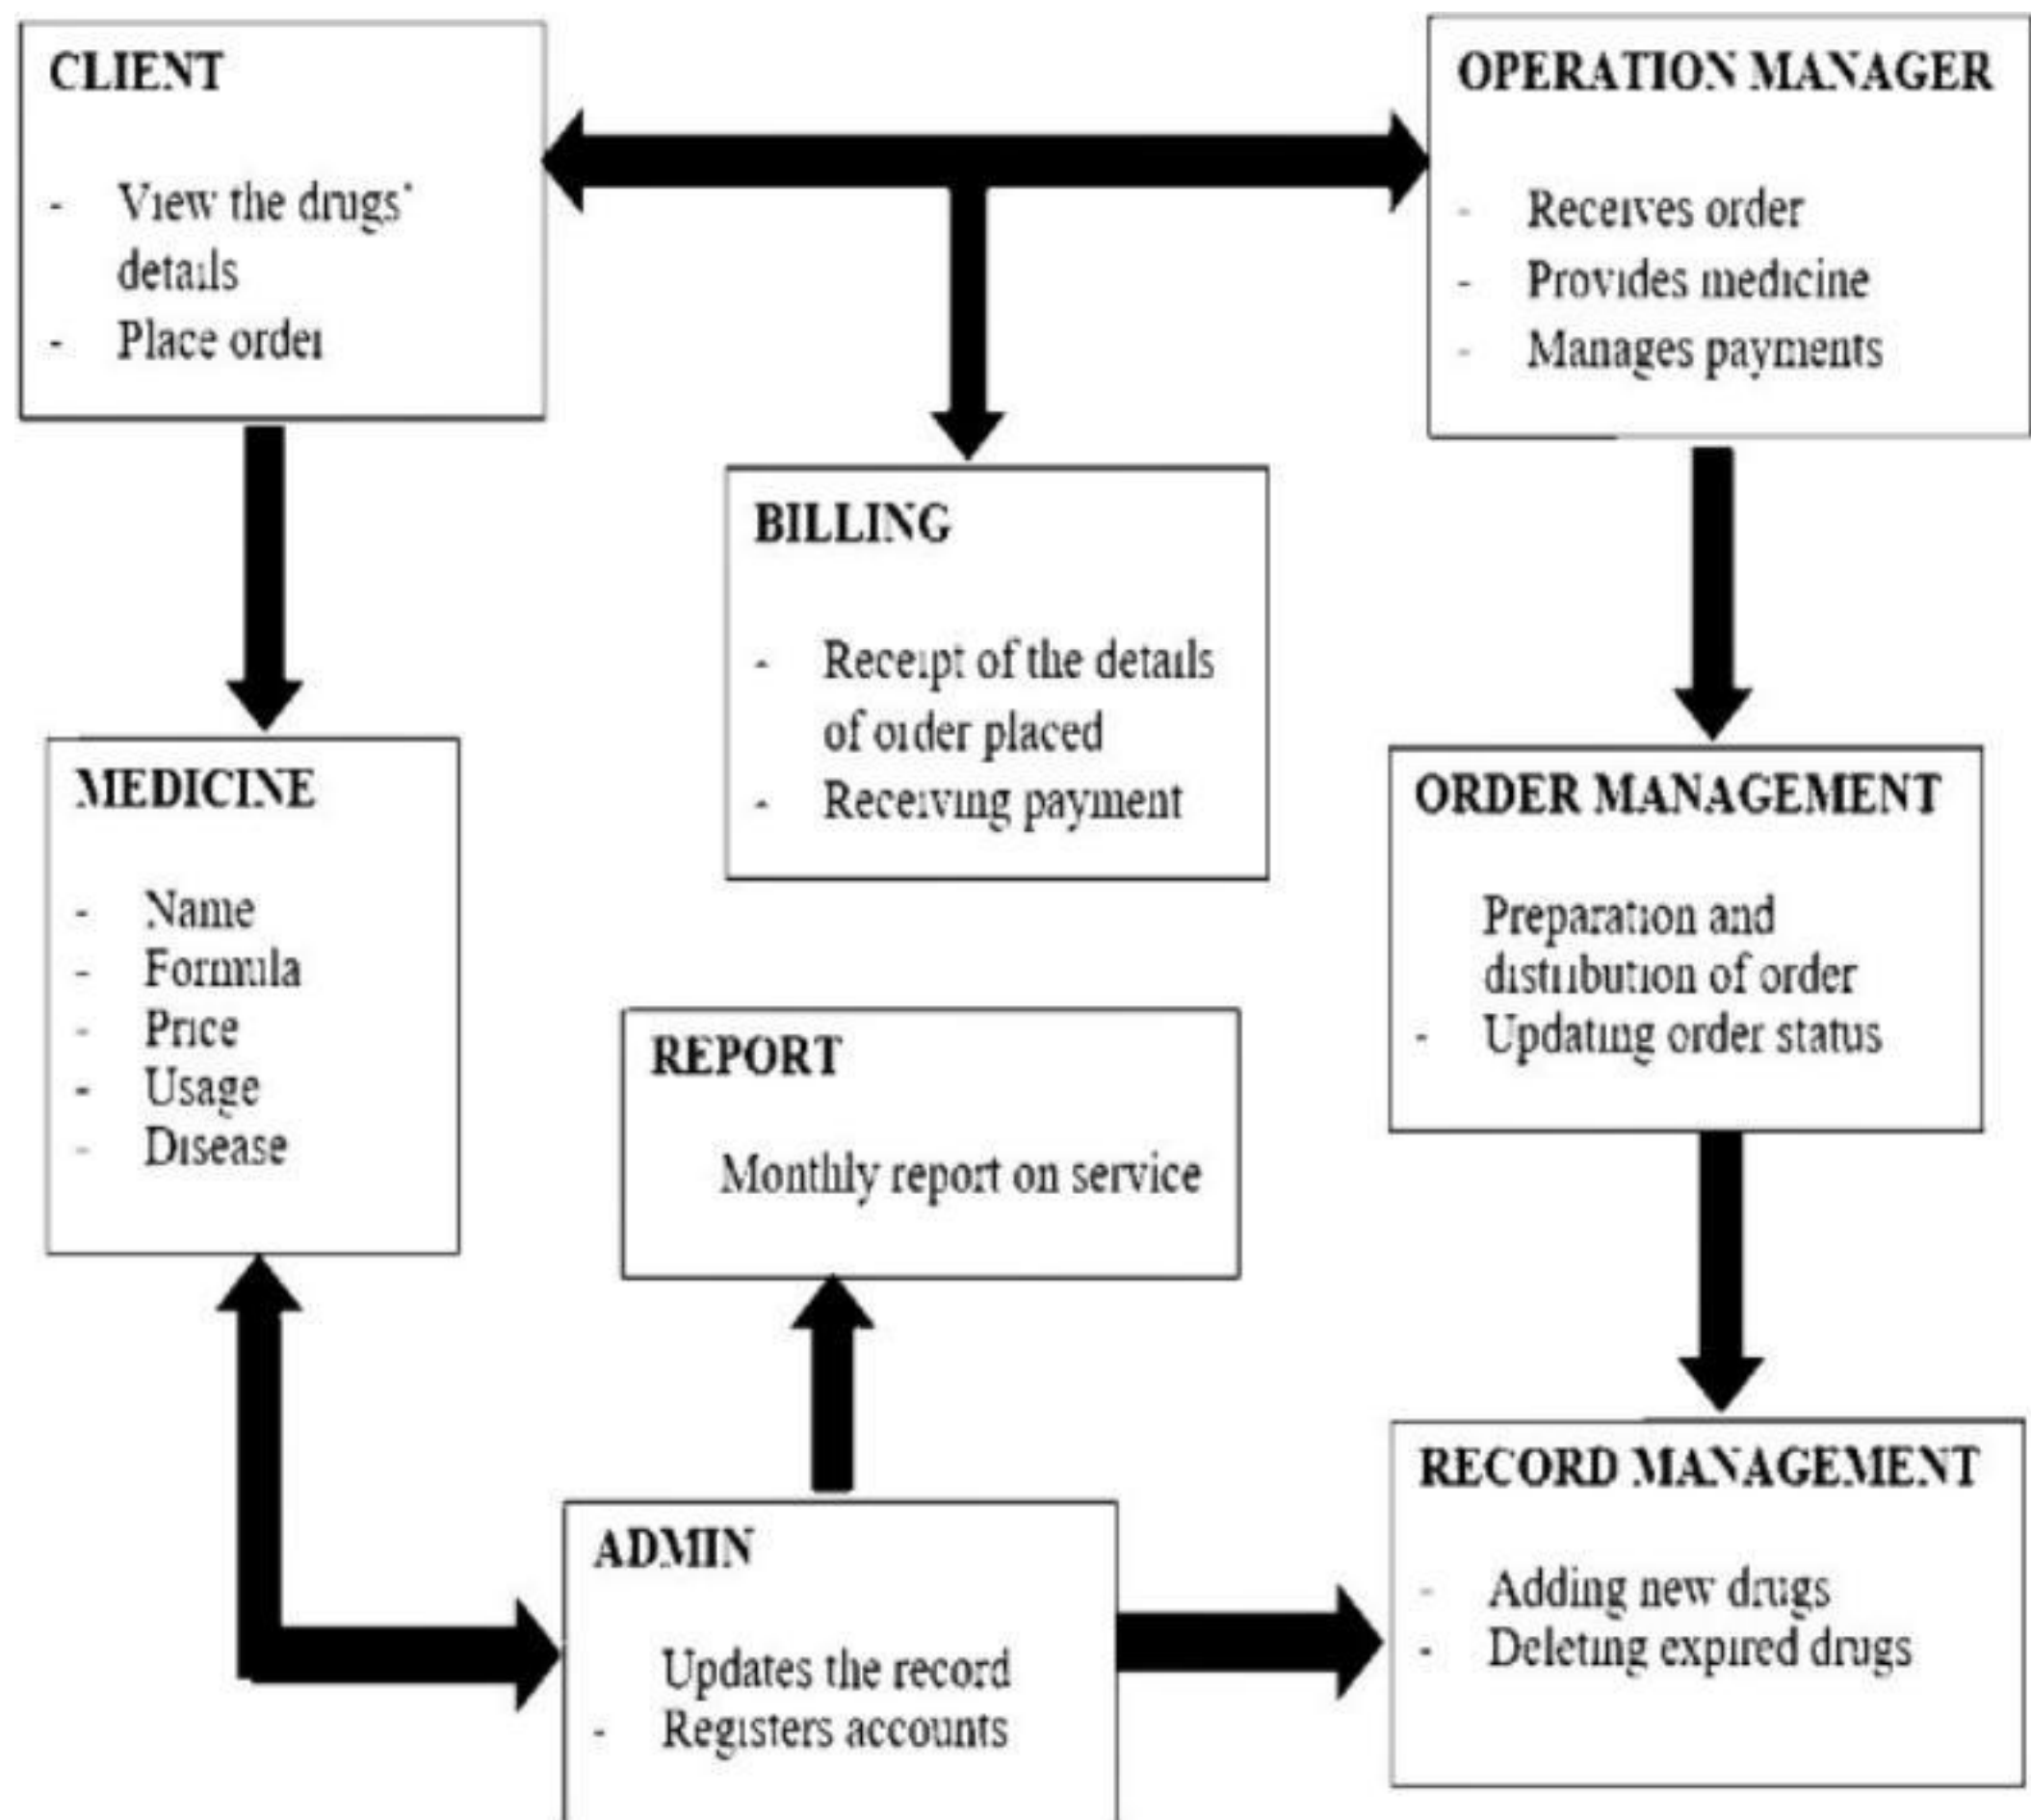 CLIENT
- View the drugs'
details
- Place order
OPERATION MANAGER
- Receives order
- Provides medicine
- Manages payments
BILLING
- Receipt of the details
of order placed
- Receiving payment
MEDICINE
- Name
- Formula
- Price
- Usage
- Disease
ORDER MANAGEMENT
Preparation and
distribution of order
- Updating order status
REPORT
Monthly report on service
ADMIN
Updates the record
- Registers accounts
RECORD MANAGEMENT
- Adding new drugs
- Deleting expired drugs